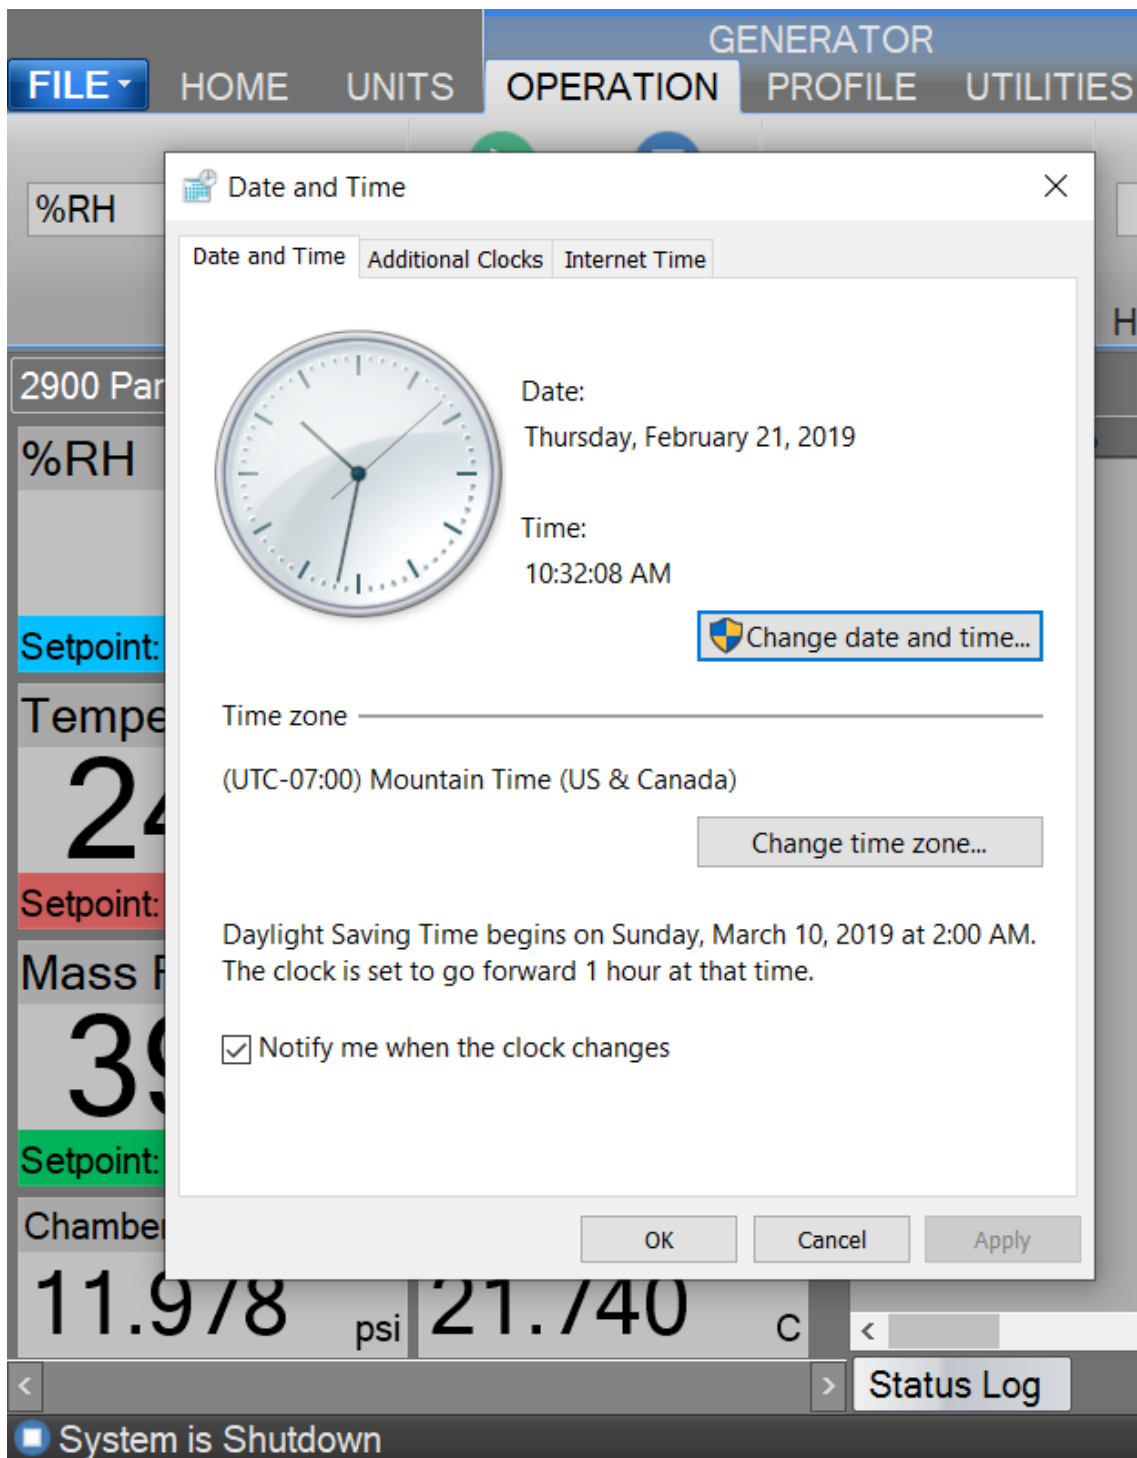 GENERATOR
FILE HOME UNITS OPERATION PROFILE UTILITIES
%RH
Date and Time
Date and Time Additional Clocks Internet Time
H
2900 Par
%RH
Date:
Thursday, February 21, 2019
Time:
10:32:08 AM
Change date and time...
Setpoint:
Time zone
(UTC-07:00) Mountain Time (US & Canada)
24
Change time zone...
Setpoint:
Daylight Saving Time begins on Sunday, March 10, 2019 at 2:00 AM.
The clock is set to go forward 1 hour at that time.
Mass
39
Notify me when the clock changes
Setpoint:
Chamber
OK Cancel Apply
11.978 psi 21.740 C
Status Log
System is Shutdown